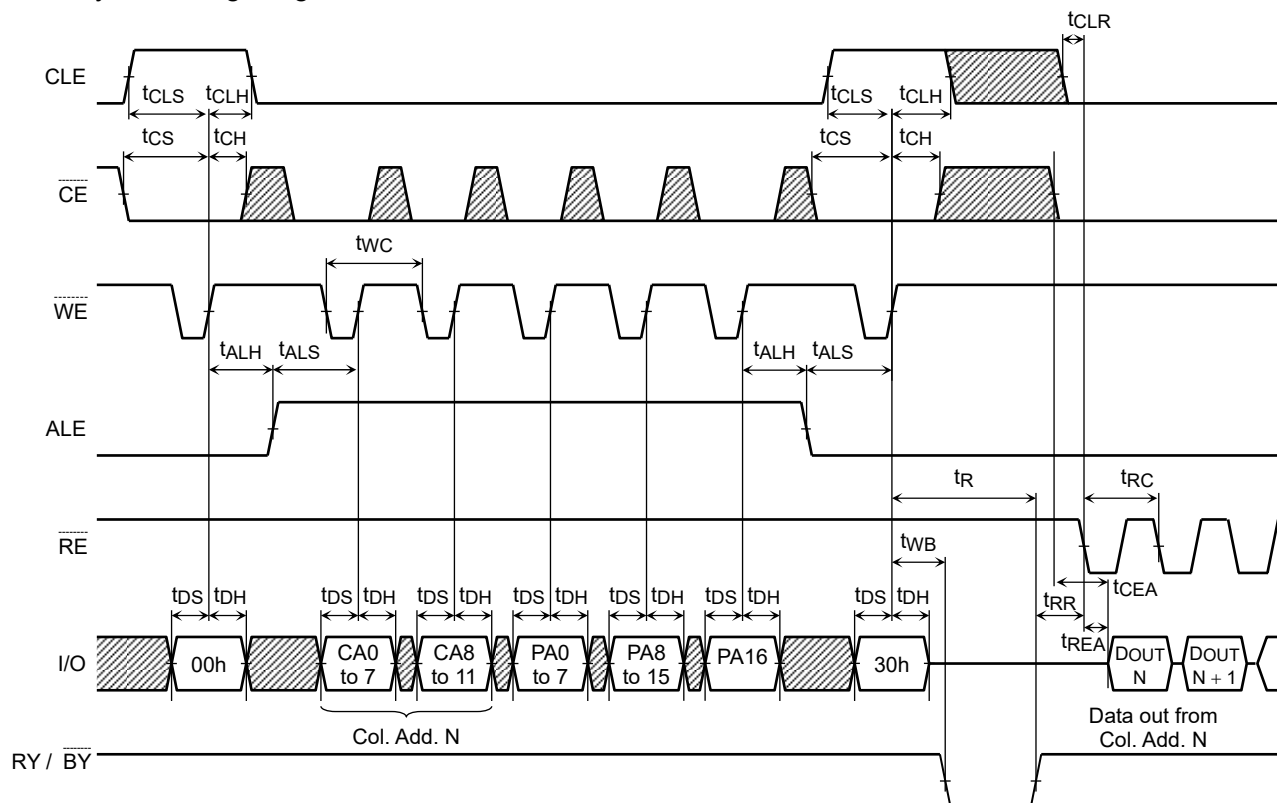 tCLR
CLE
tCLS tCLH tCLS tCLH
tCS tCH tCS tCH
CE
tWC
WE
tALH tALS tALH tALS
ALE
tR tRC
RE
tWB
tCEA
tDS tDH tDS tDH tDS tDH tDS tDH tDS tDH tDS tDH tDS tDH tRR
tREA
I/O 00h CA0 to 7 CA8 to 11 PA0 to 7 PA8 to 15 PA16 30h DOUT N DOUT N + 1
Col. Add. N
Data out from
Col. Add. N
RY / BY